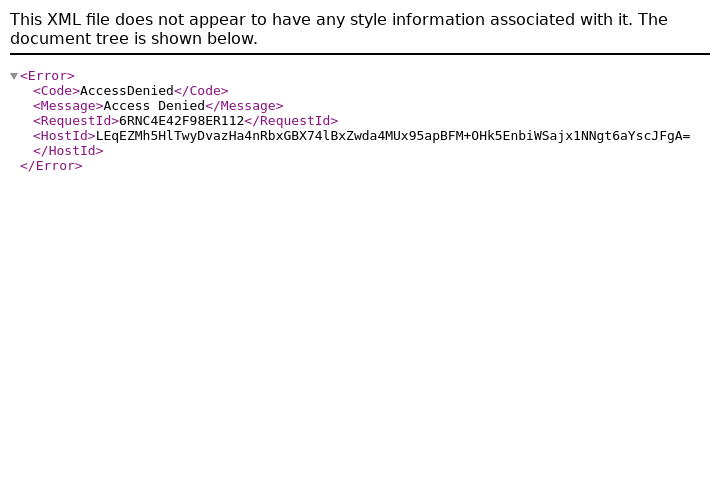 This XML file does not appear to have any style information associated with it. The
document tree is shown below.
<Error>
<Code>AccessDenied</Code>
<Message>Access Denied</Message>
<RequestId>6RNC4E42F98ER112</RequestId>
<HostId>LEqEZMh5HlTwyDvazHa4nRbxGBX74lBxZwda4MUx95apBFM+OHk5EnbiWSajx1NNgt6aYscJFgA=
</HostId>
</Error>